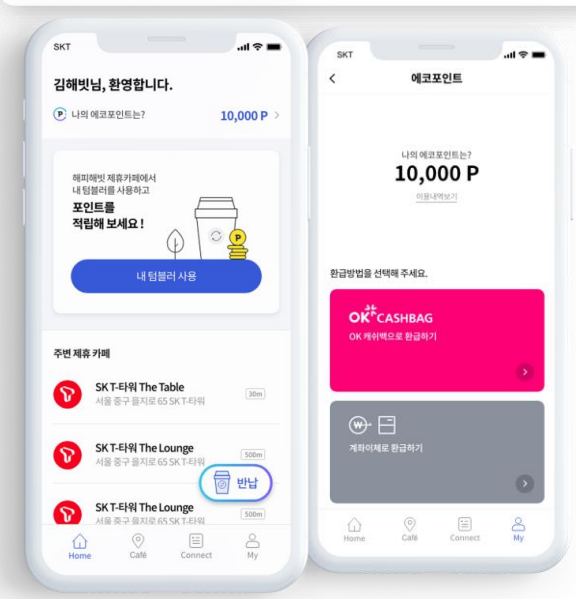 SKT
김해빗님, 환영합니다.
P 나의 에코포인트는?
10,000 P >
해피해빗 제휴카페에서
내 텀블러를 사용하고
포인트를
적립해 보세요 !
P
내 텀블러 사용
주변 제휴 카페
SK T-타워 The Table
서울 중구 을지로 65 SK T-타워
30m
SK T-타워 The Lounge
서울 중구 을지로 65 SK T-타워
500m
반납
SK T-타워 The Lounge
서울 중구 을지로 65 SK T-타워
500m
Home
Café
Connect
My
SKT
에코포인트
나의 에코포인트는?
10,000 P
이용내역보기
환급방법을 선택해 주세요.
OK CASHBAG
OK 캐쉬백으로 환급하기
계좌이체로 환급하기
Home
Café
Connect
My